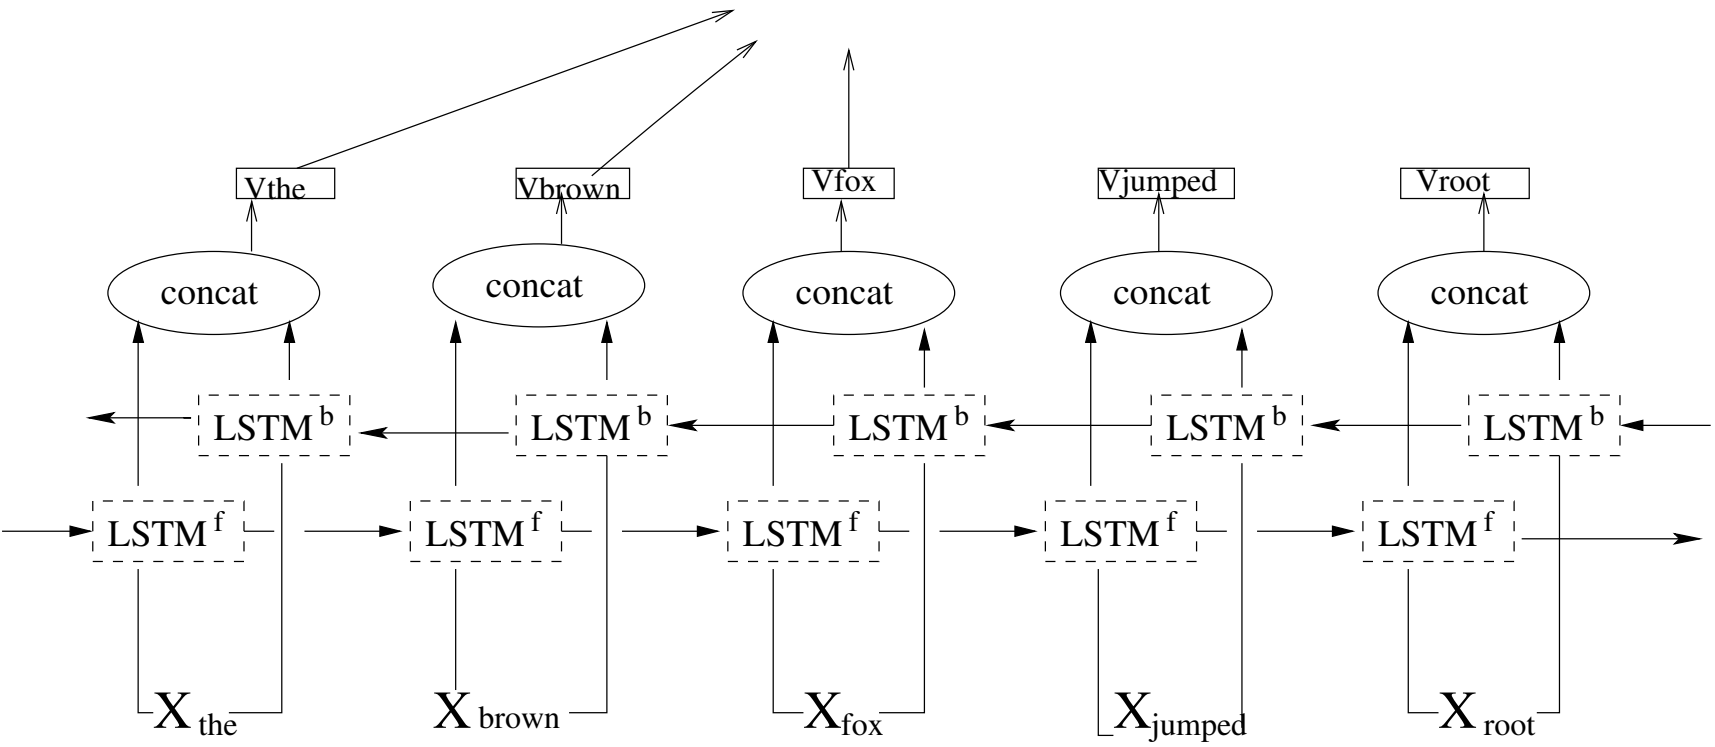 Vthe Vbrown Vfox Vjumped Vroot
concat concat concat concat concat
LSTM b LSTM b LSTM b LSTM b LSTM b
LSTM f LSTM f LSTM f LSTM f LSTM f
X the X brown X fox X jumped X root